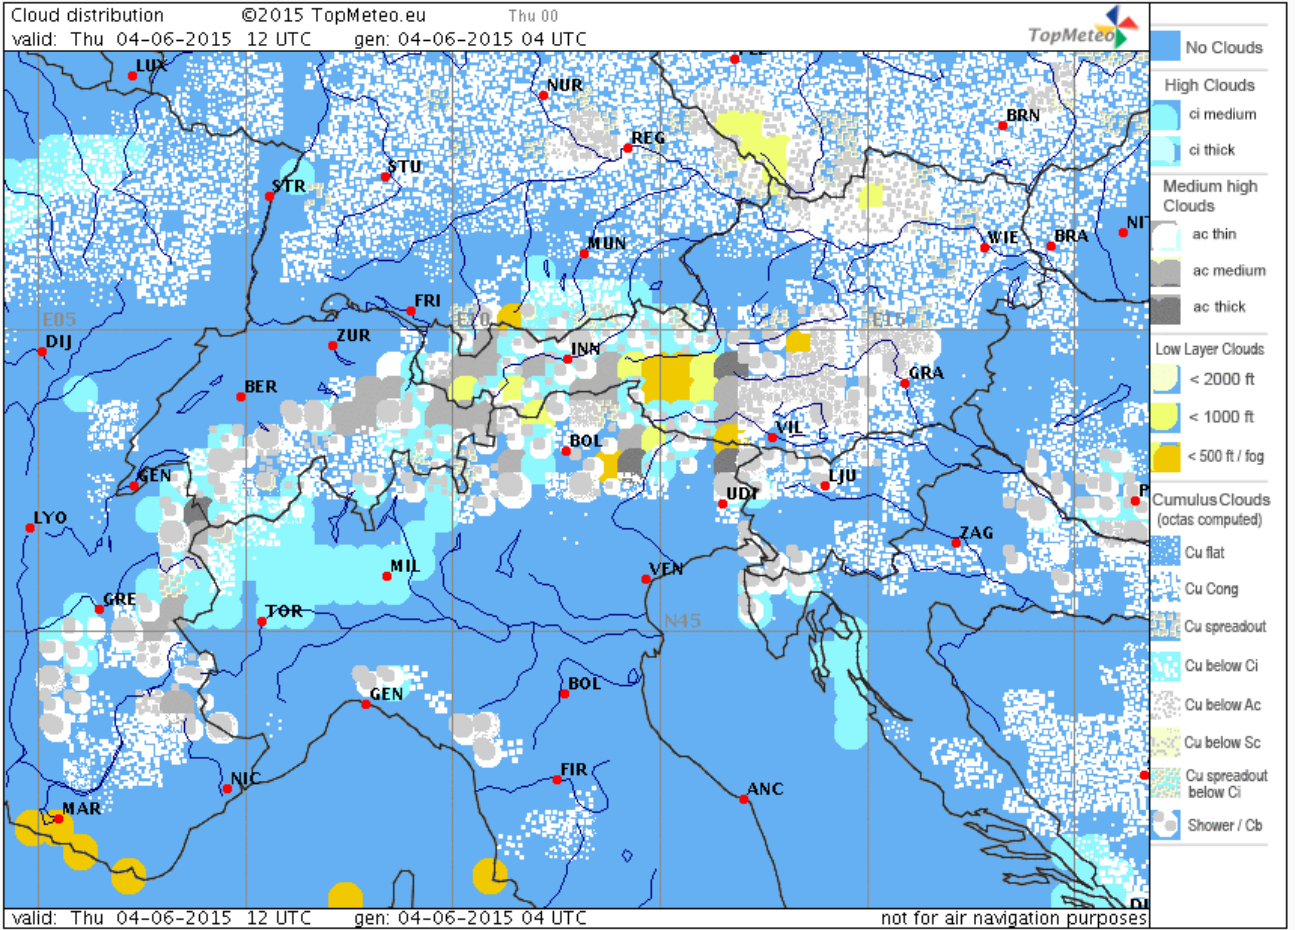 Cloud distribution ©2015 TopMeteo.eu Thu 00
valid: Thu 04-06-2015 12 UTC gen: 04-06-2015 04 UTC
TopMeteo
No Clouds
High Clouds
ci medium
ci thick
Medium high
Clouds
ac thin
ac medium
ac thick
Low Layer Clouds
< 2000 ft
< 1000 ft
< 500 ft / fog
Cumulus Clouds
(octas computed)
Cu flat
Cu Cong
Cu spreadout
Cu below Ci
Cu below Ac
Cu below Sc
Cu spreadout
below Ci
Shower / Cb
LUX
NUR
BRN
REG
STU
STR
NIT
WIE
BRA
MUN
FRI
E05
E10
E15
ZUR
DIJ
INN
GRA
BER
VIL
BOL
GEN
LJU
UDI
P
LYO
ZAG
MIL
VEN
GRE
TOR
N45
BOL
GEN
FIR
NIC
ANC
MAR
DU
valid: Thu 04-06-2015 12 UTC gen: 04-06-2015 04 UTC not for air navigation purposes